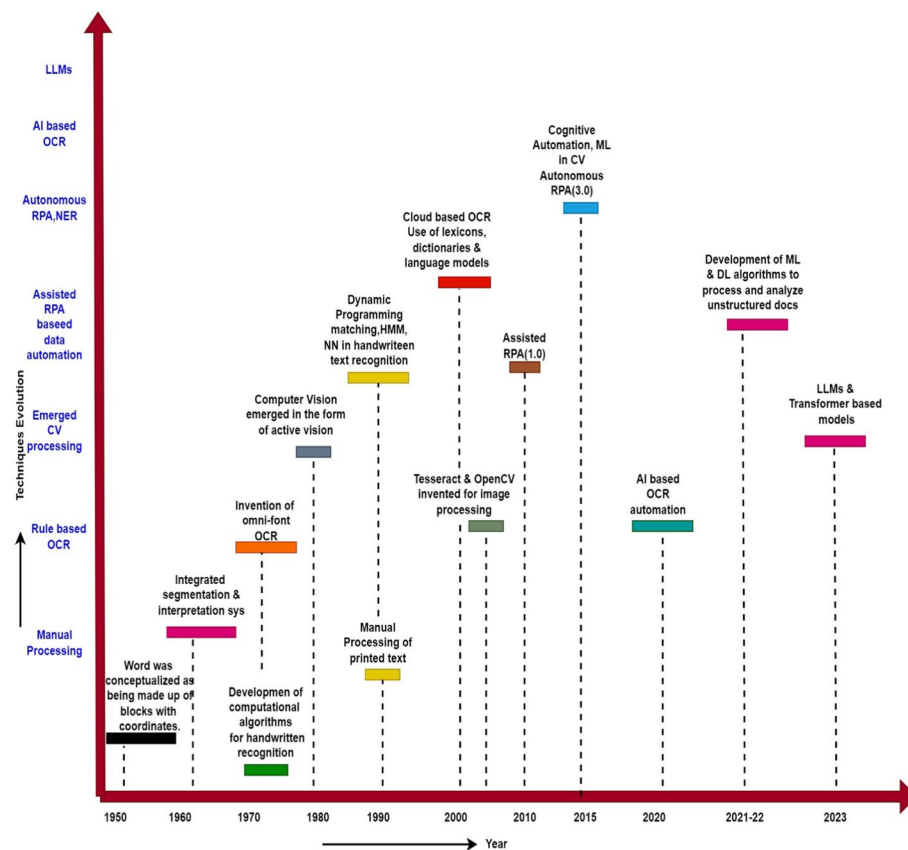 LLMs
AI based
OCR
Autonomous
RPA,NER
Assisted
RPA
baseed
data
automation
Emerged
CV
processing
Rule based
OCR
Manual
Processing
Techniques Evolution
Word was
conceptualized as
being made up of
blocks with
coordinates.
Integrated
segmentation &
interpretation sys
Invention of
omni-font
OCR
Developmen of
computational
algorithms
for handwritten
recognition
Computer Vision
emerged in the form
of active vision
Dynamic
Programming
matching,HMM,
NN in handwriteen
text recognition
Manual
Processing of
printed text
Cloud based OCR
Use of lexicons,
dictionaries &
language models
Tesseract & OpenCV
invented for image
processing
Assisted
RPA(1.0)
Cognitive
Automation, ML
in CV
Autonomous
RPA(3.0)
AI based
OCR
automation
Development of ML
& DL algorithms to
process and analyze
unstructured docs
LLMs &
Transformer based
models
1950 1960 1970 1980 1990 2000 2010 2015 2020 2021-22 2023
Year